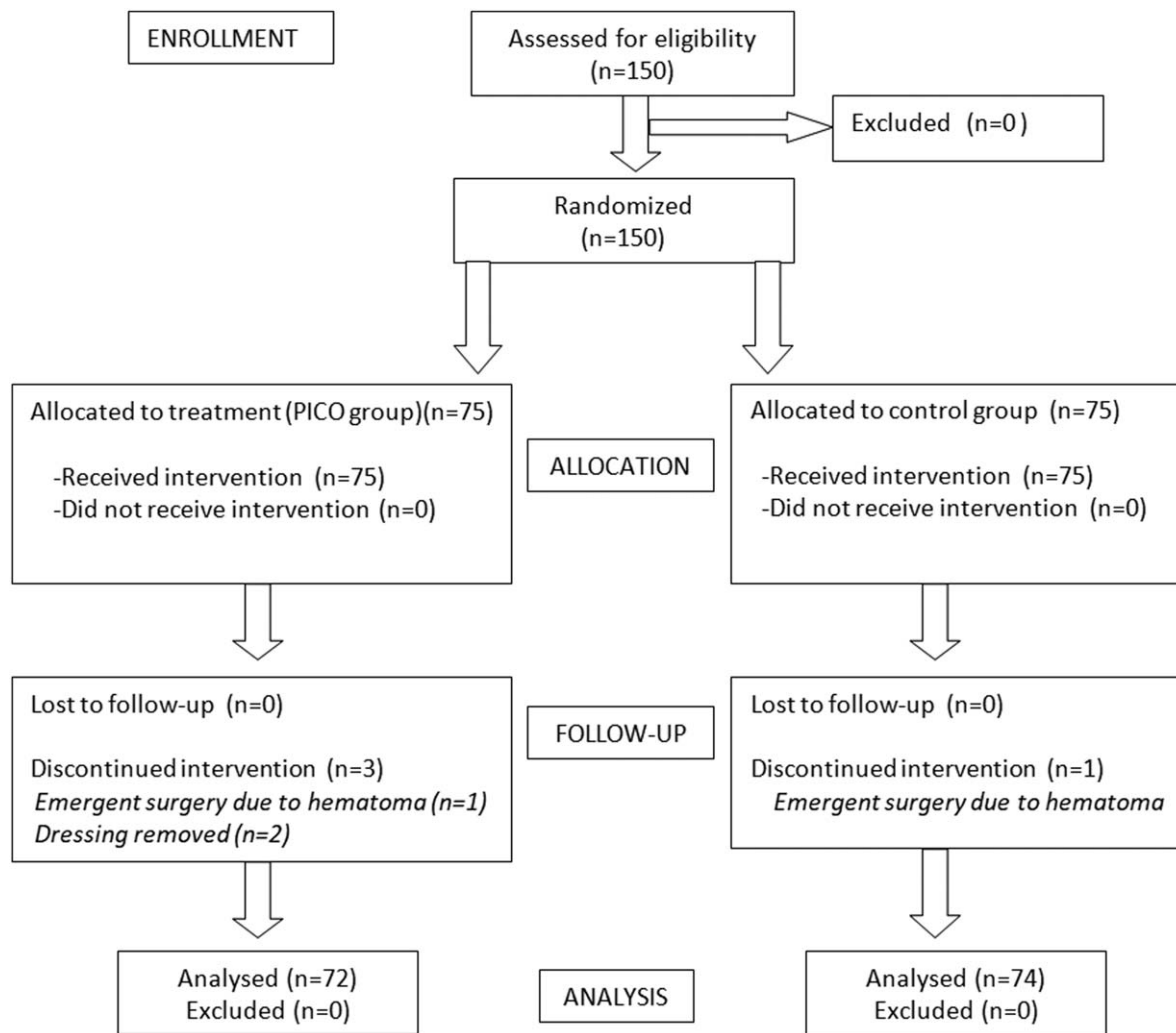 ENROLLMENT
Assessed for eligibility
(n=150)
Excluded (n=0 )
Randomized
(n=150)
Allocated to treatment (PICO group)(n=75)
-Received intervention (n=75)
-Did not receive intervention (n=0)
ALLOCATION
Allocated to control group (n=75)
-Received intervention (n=75)
-Did not receive intervention (n=0)
Lost to follow-up (n=0)
Discontinued intervention (n=3)
Emergent surgery due to hematoma (n=1)
Dressing removed (n=2)
FOLLOW-UP
Lost to follow-up (n=0)
Discontinued intervention (n=1)
Emergent surgery due to hematoma
Analysed (n=72)
Excluded (n=0)
ANALYSIS
Analysed (n=74)
Excluded (n=0)